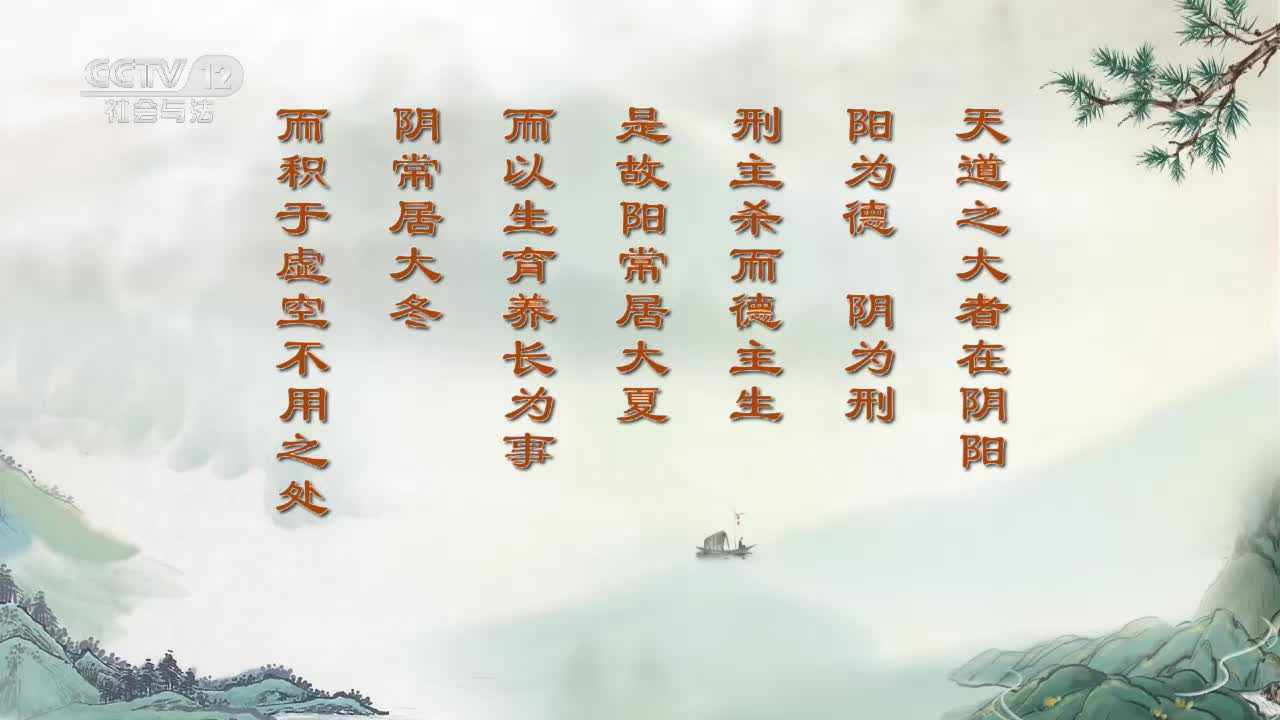 CCTV 12
社会与法
天道之大者在阴阳
阳为德 阴为刑
刑主杀而德主生
是故阳常居大夏
而以生育养长为事
阴常居大冬
而积于虚空不用之处